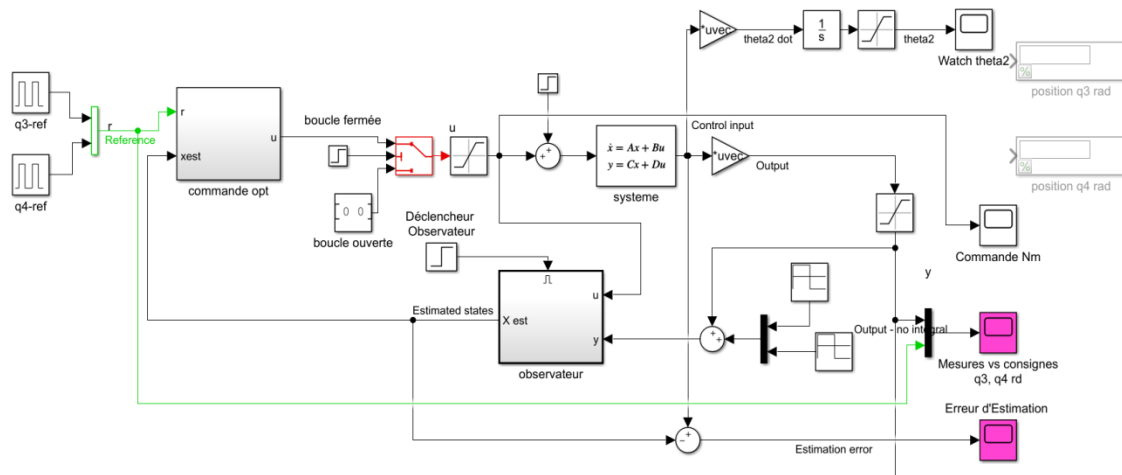 *uvec
theta2 dot
1
s
theta2
Watch theta2
%
position q3 rad
q3-ref
r
Reference
q4-ref
r
xest
u
commande opt
boucle fermée
0 0
boucle ouverte
u
+
+
ẋ = Ax + Bu
y = Cx + Du
systeme
Control input
*uvec
Output
%
position q4 rad
Commande Nm
Déclencheur
Observateur
Estimated states
X est
u
y
observateur
+
+
y
Output - no integral
Mesures vs consignes
q3, q4 rd
Erreur d'Estimation
+
−
Estimation error